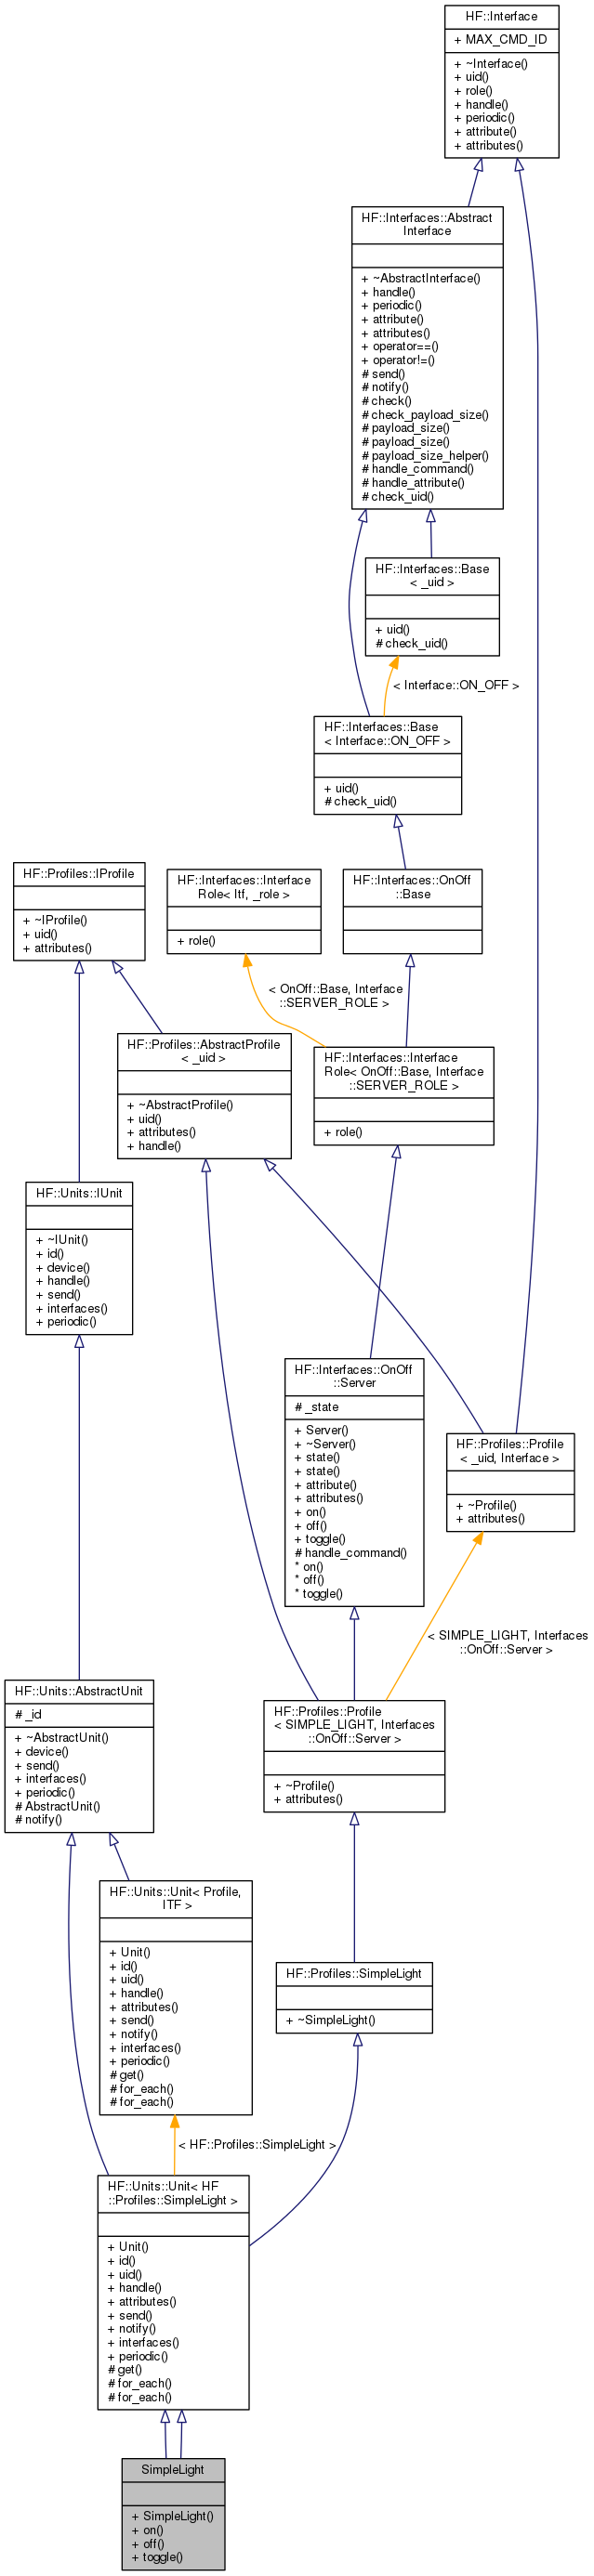 HF::Interface
+ MAX_CMD_ID
+ ~Interface()
+ uid()
+ role()
+ handle()
+ periodic()
+ attribute()
+ attributes()
HF::Interfaces::Abstract
Interface
+ ~AbstractInterface()
+ handle()
+ periodic()
+ attribute()
+ attributes()
+ operator==()
+ operator!=()
# send()
# notify()
# check()
# check_payload_size()
# payload_size()
# payload_size()
# payload_size_helper()
# handle_command()
# handle_attribute()
# check_uid()
HF::Interfaces::Base
< _uid >
+ uid()
# check_uid()
< Interface::ON_OFF >
HF::Interfaces::Base
< Interface::ON_OFF >
+ uid()
# check_uid()
HF::Profiles::IProfile
+ ~IProfile()
+ uid()
+ attributes()
HF::Interfaces::Interface
Role< Itf, _role >
+ role()
HF::Interfaces::OnOff
::Base
< OnOff::Base, Interface
::SERVER_ROLE >
HF::Profiles::AbstractProfile
< _uid >
+ ~AbstractProfile()
+ uid()
+ attributes()
+ handle()
HF::Interfaces::Interface
Role< OnOff::Base, Interface
::SERVER_ROLE >
+ role()
HF::Units::IUnit
+ ~IUnit()
+ id()
+ device()
+ handle()
+ send()
+ interfaces()
+ periodic()
HF::Interfaces::OnOff
::Server
# _state
+ Server()
+ ~Server()
+ state()
+ state()
+ attribute()
+ attributes()
+ on()
+ off()
+ toggle()
# handle_command()
* on()
* off()
* toggle()
HF::Profiles::Profile
< _uid, Interface >
+ ~Profile()
+ attributes()
< SIMPLE_LIGHT, Interfaces
::OnOff::Server >
HF::Units::AbstractUnit
# _id
+ ~AbstractUnit()
+ device()
+ send()
+ interfaces()
+ periodic()
# AbstractUnit()
# notify()
HF::Profiles::Profile
< SIMPLE_LIGHT, Interfaces
::OnOff::Server >
+ ~Profile()
+ attributes()
HF::Units::Unit< Profile,
ITF >
+ Unit()
+ id()
+ uid()
+ handle()
+ attributes()
+ send()
+ notify()
+ interfaces()
+ periodic()
# get()
# for_each()
# for_each()
HF::Profiles::SimpleLight
+ ~SimpleLight()
< HF::Profiles::SimpleLight >
HF::Units::Unit< HF
::Profiles::SimpleLight >
+ Unit()
+ id()
+ uid()
+ handle()
+ attributes()
+ send()
+ notify()
+ interfaces()
+ periodic()
# get()
# for_each()
# for_each()
SimpleLight
+ SimpleLight()
+ on()
+ off()
+ toggle()